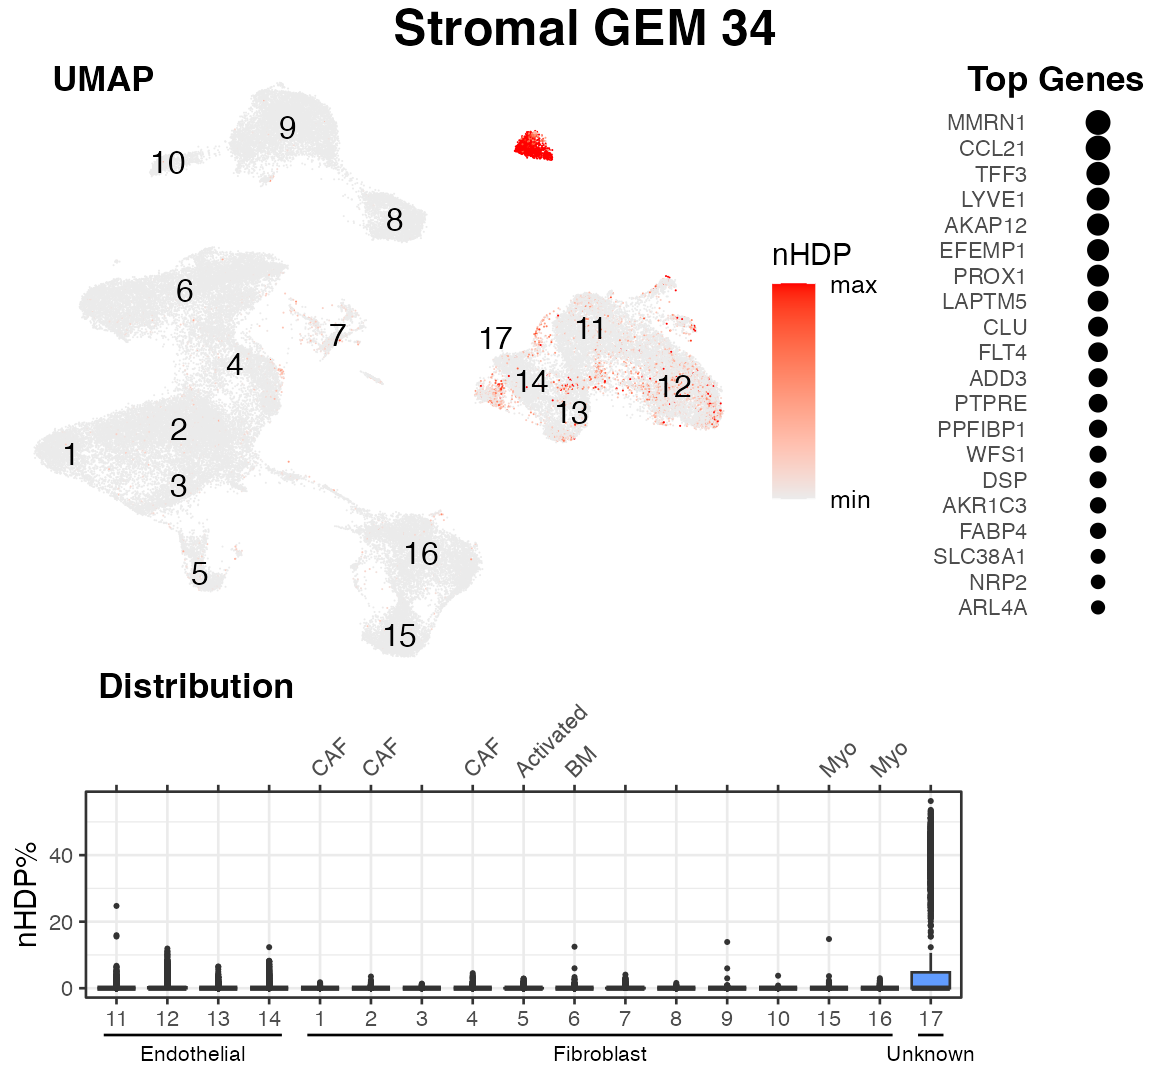 Stromal GEM 34
UMAP
9
10
8
6
7
4
2
1
3
5
16
15
17
11
14
12
13
nHDP
max
min
Top Genes
MMRN1
CCL21
TFF3
LYVE1
AKAP12
EFEMP1
PROX1
LAPTM5
CLU
FLT4
ADD3
PTPRE
PPFIBP1
WFS1
DSP
AKR1C3
FABP4
SLC38A1
NRP2
ARL4A
Distribution
CAF
CAF
CAF
Activated
BM
Myo
Myo
nHDP%
40
20
0
11 12 13 14 1 2 3 4 5 6 7 8 9 10 15 16 17
Endothelial Fibroblast Unknown